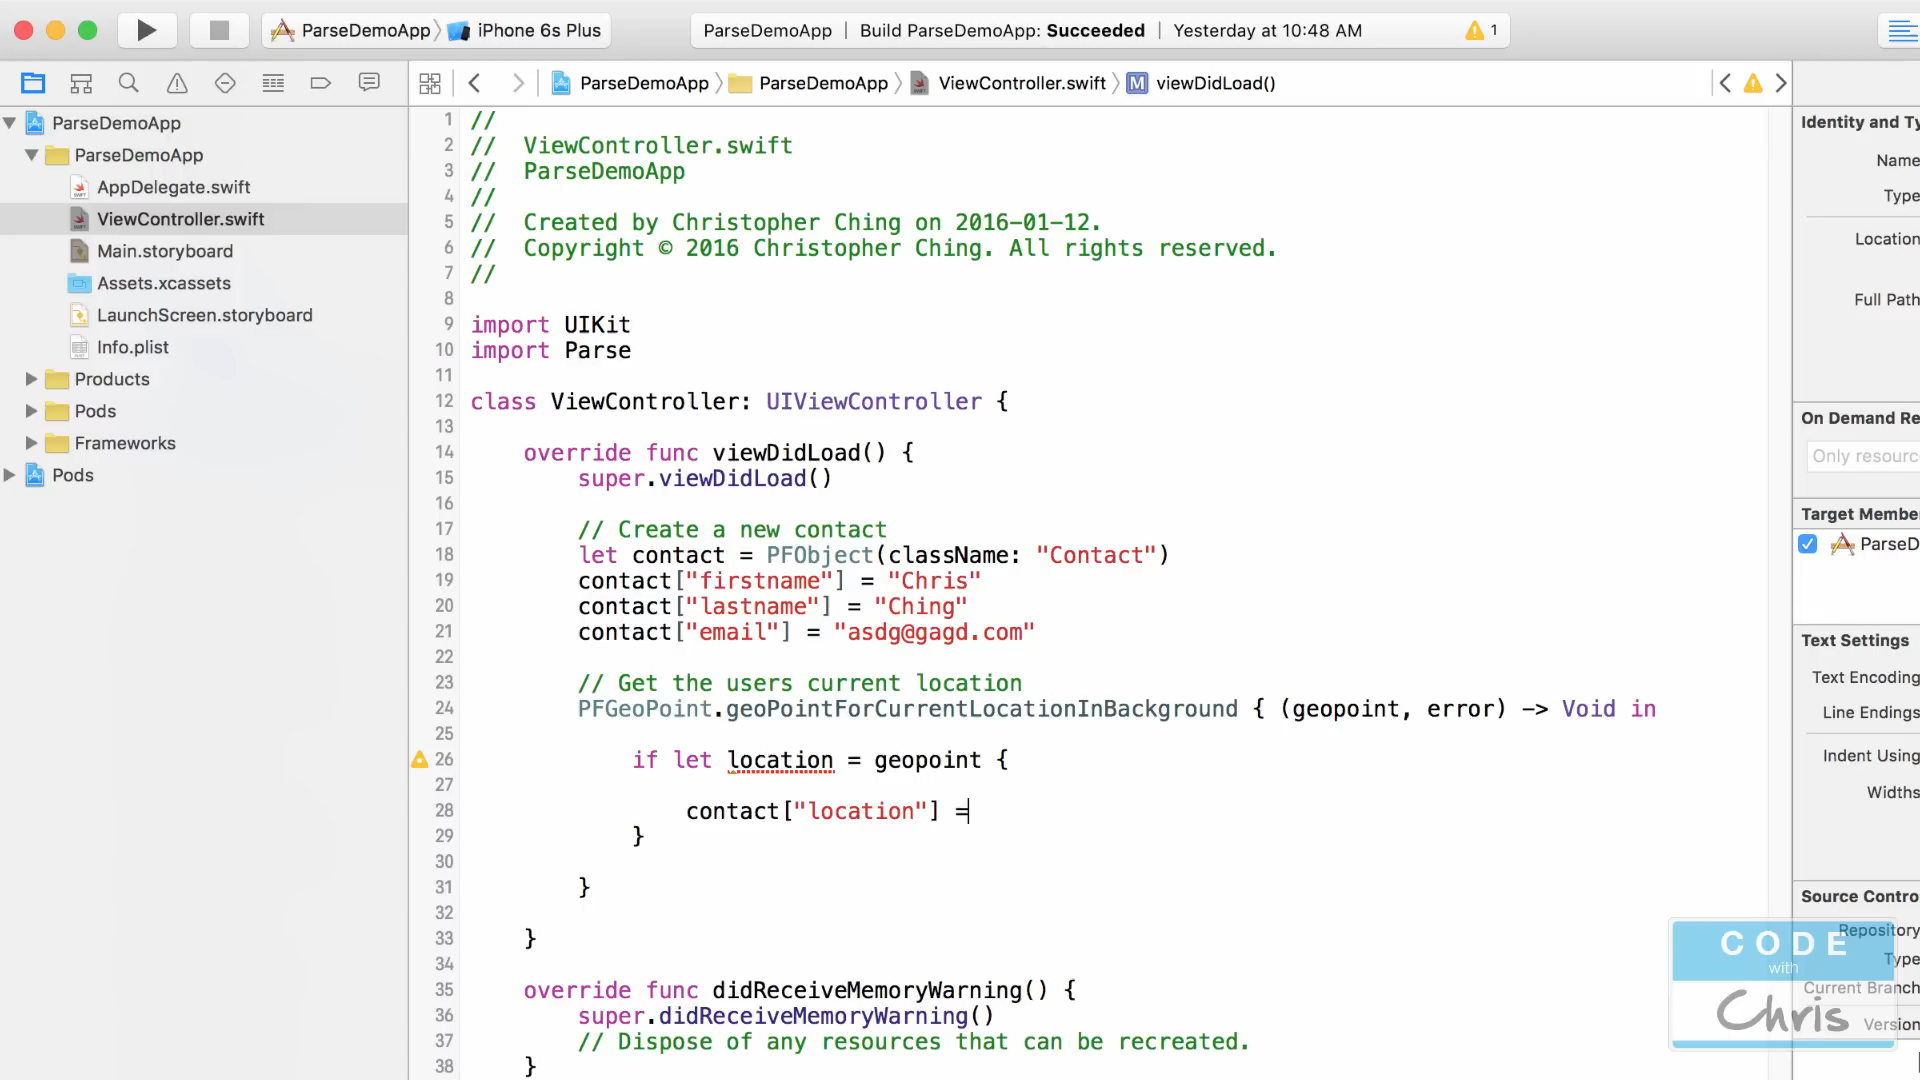 ParseDemoApp iPhone 6s Plus
ParseDemoApp Build ParseDemoApp: Succeeded Yesterday at 10:48 AM 1
ParseDemoApp ParseDemoApp ViewController.swift M viewDidLoad()
ParseDemoApp
ParseDemoApp
AppDelegate.swift
ViewController.swift
Main.storyboard
Assets.xcassets
LaunchScreen.storyboard
Info.plist
Products
Pods
Frameworks
Pods
1 //
2 // ViewController.swift
3 // ParseDemoApp
4 //
5 // Created by Christopher Ching on 2016-01-12.
6 // Copyright © 2016 Christopher Ching. All rights reserved.
7 //
8
9 import UIKit
10 import Parse
11
12 class ViewController: UIViewController {
13
14 override func viewDidLoad() {
15 super.viewDidLoad()
16
17 // Create a new contact
18 let contact = PFObject(className: "Contact")
19 contact["firstname"] = "Chris"
20 contact["lastname"] = "Ching"
21 contact["email"] = "asdg@gagd.com"
22
23 // Get the users current location
24 PFGeoPoint.geoPointForCurrentLocationInBackground { (geopoint, error) -> Void in
25
26 if let location = geopoint {
27
28 contact["location"] =
29 }
30
31 }
32
33 }
34
35 override func didReceiveMemoryWarning() {
36 super.didReceiveMemoryWarning()
37 // Dispose of any resources that can be recreated.
38 }
Identity and Ty
Name
Type
Location
Full Path
On Demand Re
Only resourc
Target Membe
ParseD
Text Settings
Text Encoding
Line Endings
Indent Using
Widths
Source Contro
Repository
Type
Current Branch
Version
CODE
with
Chris